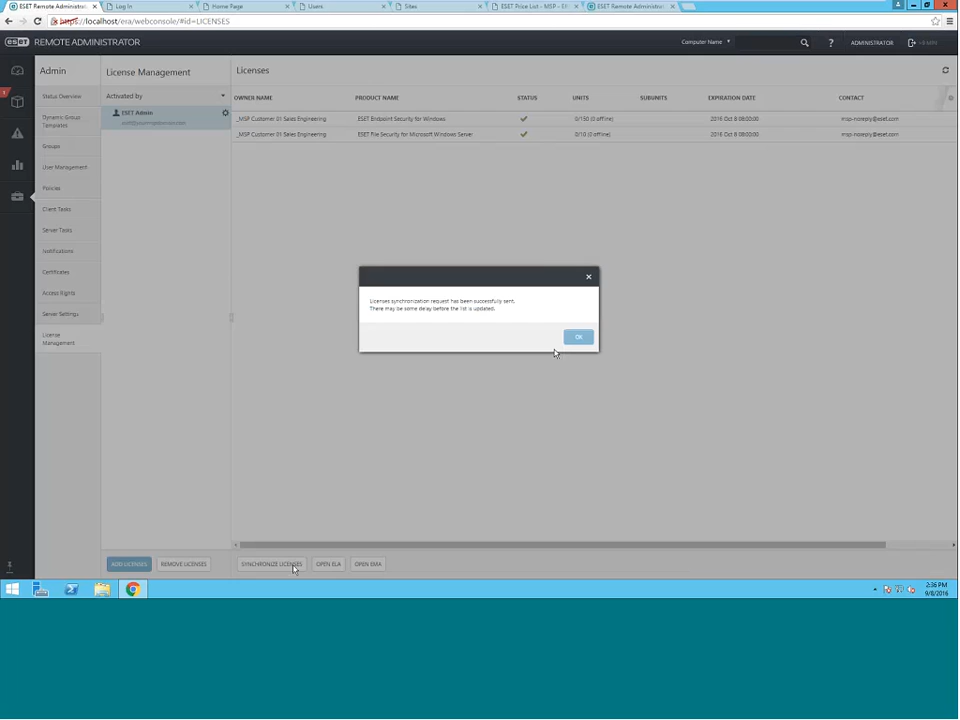 ESET Remote Administrator
Log In
Home Page
Users
Sites
ESET Price List - MSP - Eff
ESET Remote Administrator
https://localhost/era/webconsole/#id=LICENSES
eset REMOTE ADMINISTRATOR
Computer Name
?
ADMINISTRATOR
Admin
License Management
Licenses
Activated by
OWNER NAME PRODUCT NAME STATUS UNITS SUBUNITS EXPIRATION DATE CONTACT
ESET Admin
_MSP Customer 01 Sales Engineering ESET Endpoint Security for Windows 0/150 (0 offline) 2016 Oct 8 08:00:00 msp-noreply@eset.com
_MSP Customer 01 Sales Engineering ESET File Security for Microsoft Windows Server 0/10 (0 offline) 2016 Oct 8 08:00:00 msp-noreply@eset.com
Status Overview
Dynamic Group
Templates
Groups
User Management
Policies
Client Tasks
Server Tasks
Notifications
Certificates
Access Rights
Server Settings
License
Management
Licenses synchronization request has been successfully sent.
There may be some delay before the list is updated.
OK
ADD LICENSES REMOVE LICENSES SYNCHRONIZE LICENSES OPEN ELA OPEN EMA
2:36 PM
9/8/2016